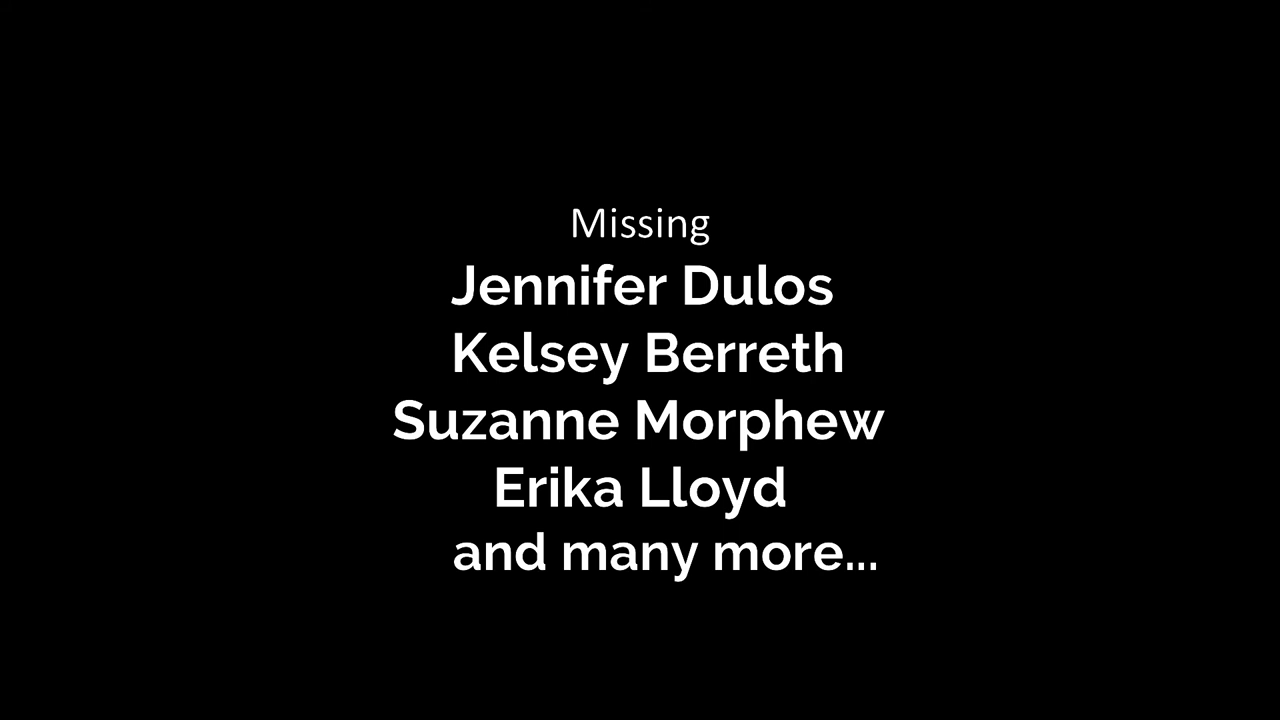 Missing
Jennifer Dulos
Kelsey Berreth
Suzanne Morphew
Erika Lloyd
and many more...